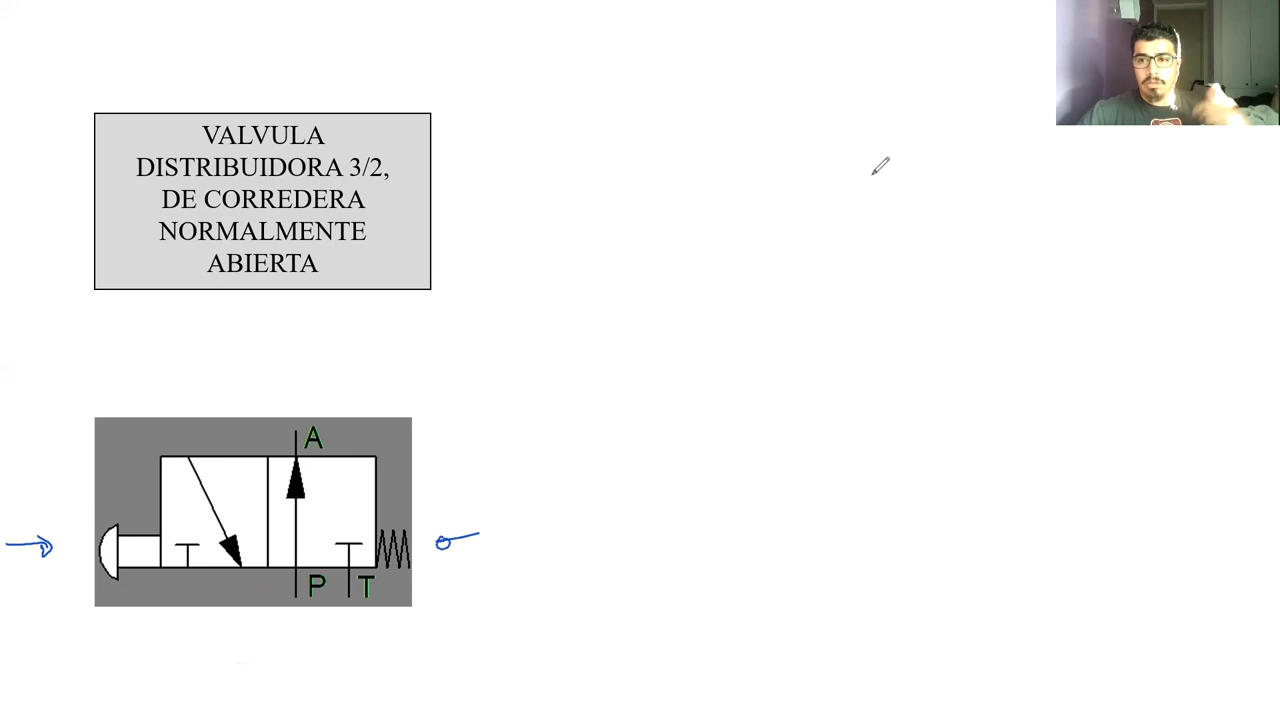 VALVULA
DISTRIBUIDORA 3/2,
DE CORREDERA
NORMALMENTE
ABIERTA
A
P T